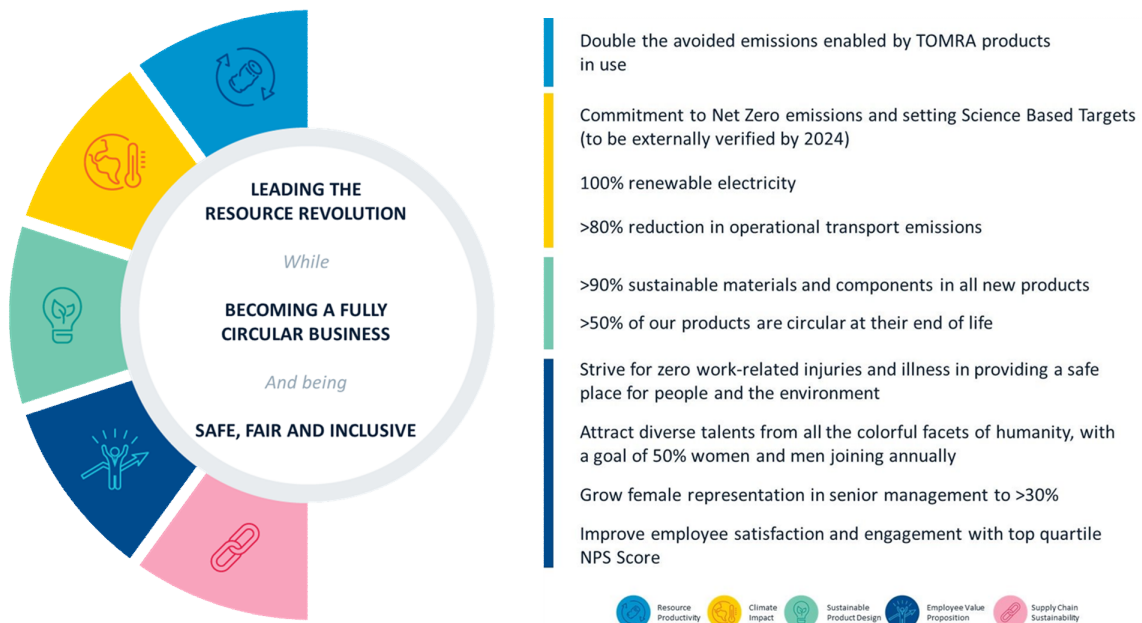 LEADING THE
RESOURCE REVOLUTION
While
BECOMING A FULLY
CIRCULAR BUSINESS
And being
SAFE, FAIR AND INCLUSIVE
Double the avoided emissions enabled by TOMRA products
in use
Commitment to Net Zero emissions and setting Science Based Targets
(to be externally verified by 2024)
100% renewable electricity
>80% reduction in operational transport emissions
>90% sustainable materials and components in all new products
>50% of our products are circular at their end of life
Strive for zero work-related injuries and illness in providing a safe
place for people and the environment
Attract diverse talents from all the colorful facets of humanity, with
a goal of 50% women and men joining annually
Grow female representation in senior management to >30%
Improve employee satisfaction and engagement with top quartile
NPS Score
Resource
Productivity
Climate
Impact
Sustainable
Product Design
Employee Value
Proposition
Supply Chain
Sustainability